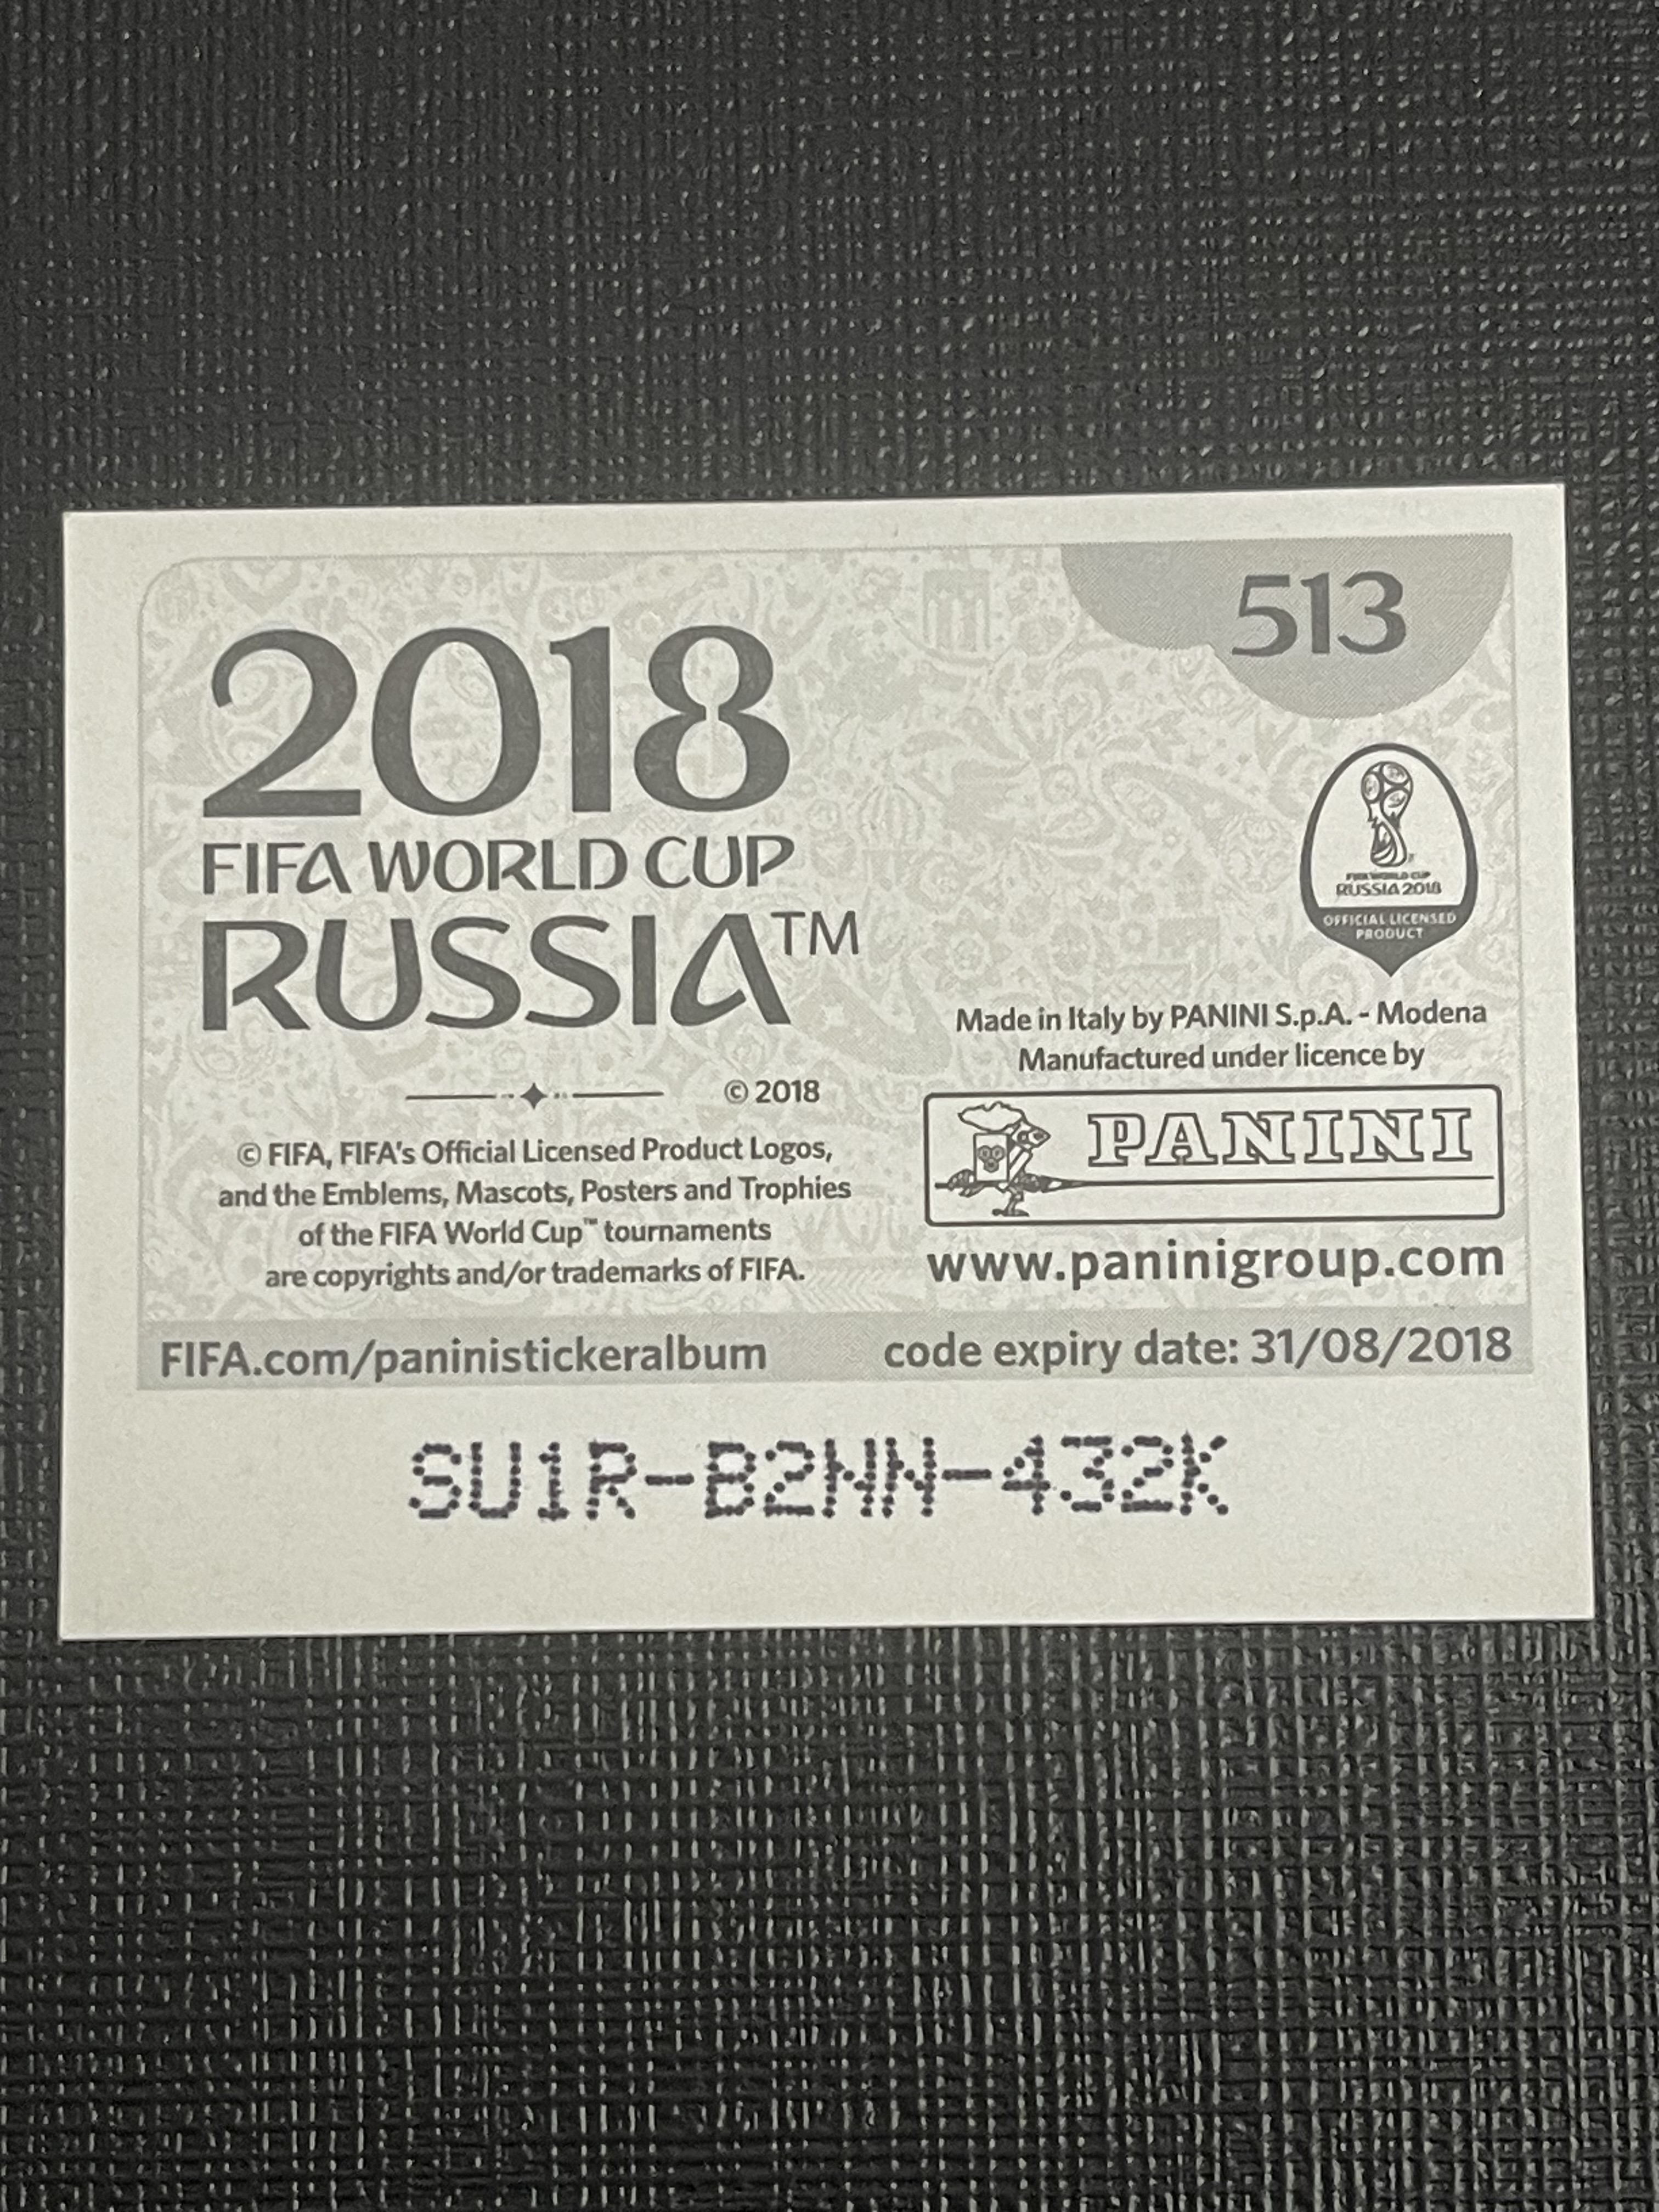 513
2018
FIFA WORLD CUP
RUSSIA™
FIFA WORLD CUP
RUSSIA 2018
OFFICIAL LICENSED
PRODUCT
© 2018
© FIFA, FIFA's Official Licensed Product Logos,
and the Emblems, Mascots, Posters and Trophies
of the FIFA World Cup™ tournaments
are copyrights and/or trademarks of FIFA.
Made in Italy by PANINI S.p.A. - Modena
Manufactured under licence by
PANINI
www.paninigroup.com
FIFA.com/paninistickeralbum code expiry date: 31/08/2018
SU1R-B2NN-432K